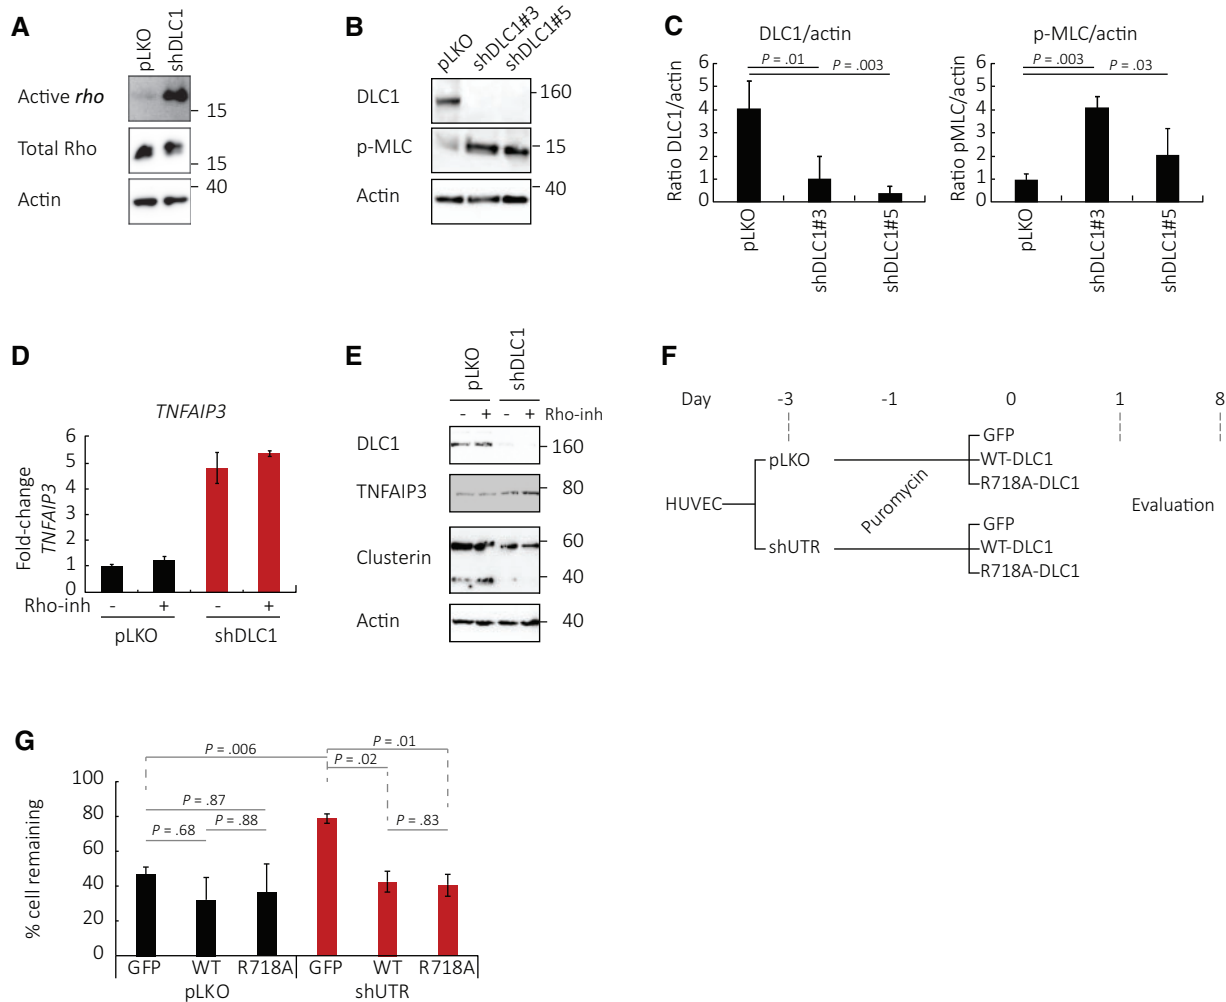 A
pLKO
shDLC1
Active rho
15
Total Rho
15
40
Actin
B
pLKO
shDLC1#3
shDLC1#5
DLC1
160
p-MLC
15
40
Actin
C
DLC1/actin
Ratio DLC1/actin
6
5
4
3
2
1
0
P = .01
P = .003
pLKO
shDLC1#3
shDLC1#5
p-MLC/actin
Ratio pMLC/actin
6
5
4
3
2
1
0
P = .003
P = .03
pLKO
shDLC1#3
shDLC1#5
D
TNFAIP3
Fold-change
TNFAIP3
6
5
4
3
2
1
0
Rho-inh - + - +
pLKO shDLC1
E
pLKO
shDLC1
- + - + Rho-inh
DLC1
160
TNFAIP3
80
Clusterin
60
40
Actin
40
F
Day -3 -1 0 1 8
HUVEC
pLKO
shUTR
Puromycin
GFP
WT-DLC1
R718A-DLC1
GFP
WT-DLC1
R718A-DLC1
Evaluation
G
% cell remaining
100
80
60
40
20
0
P = .006
P = .01
P = .02
P = .87
P = .88
P = .68
P = .83
GFP WT R718A GFP WT R718A
pLKO shUTR